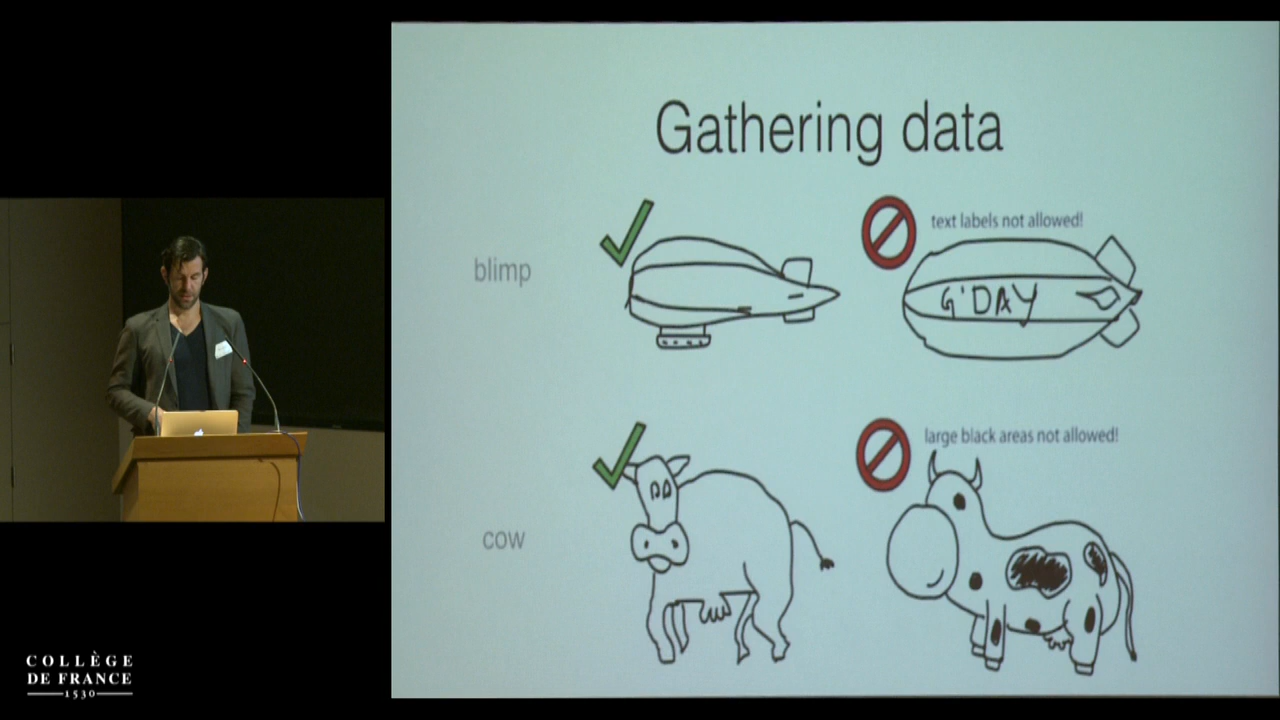 Gathering data
blimp
text labels not allowed!
G'DAY
cow
large black areas not allowed!
COLLÈGE
DE FRANCE
1530